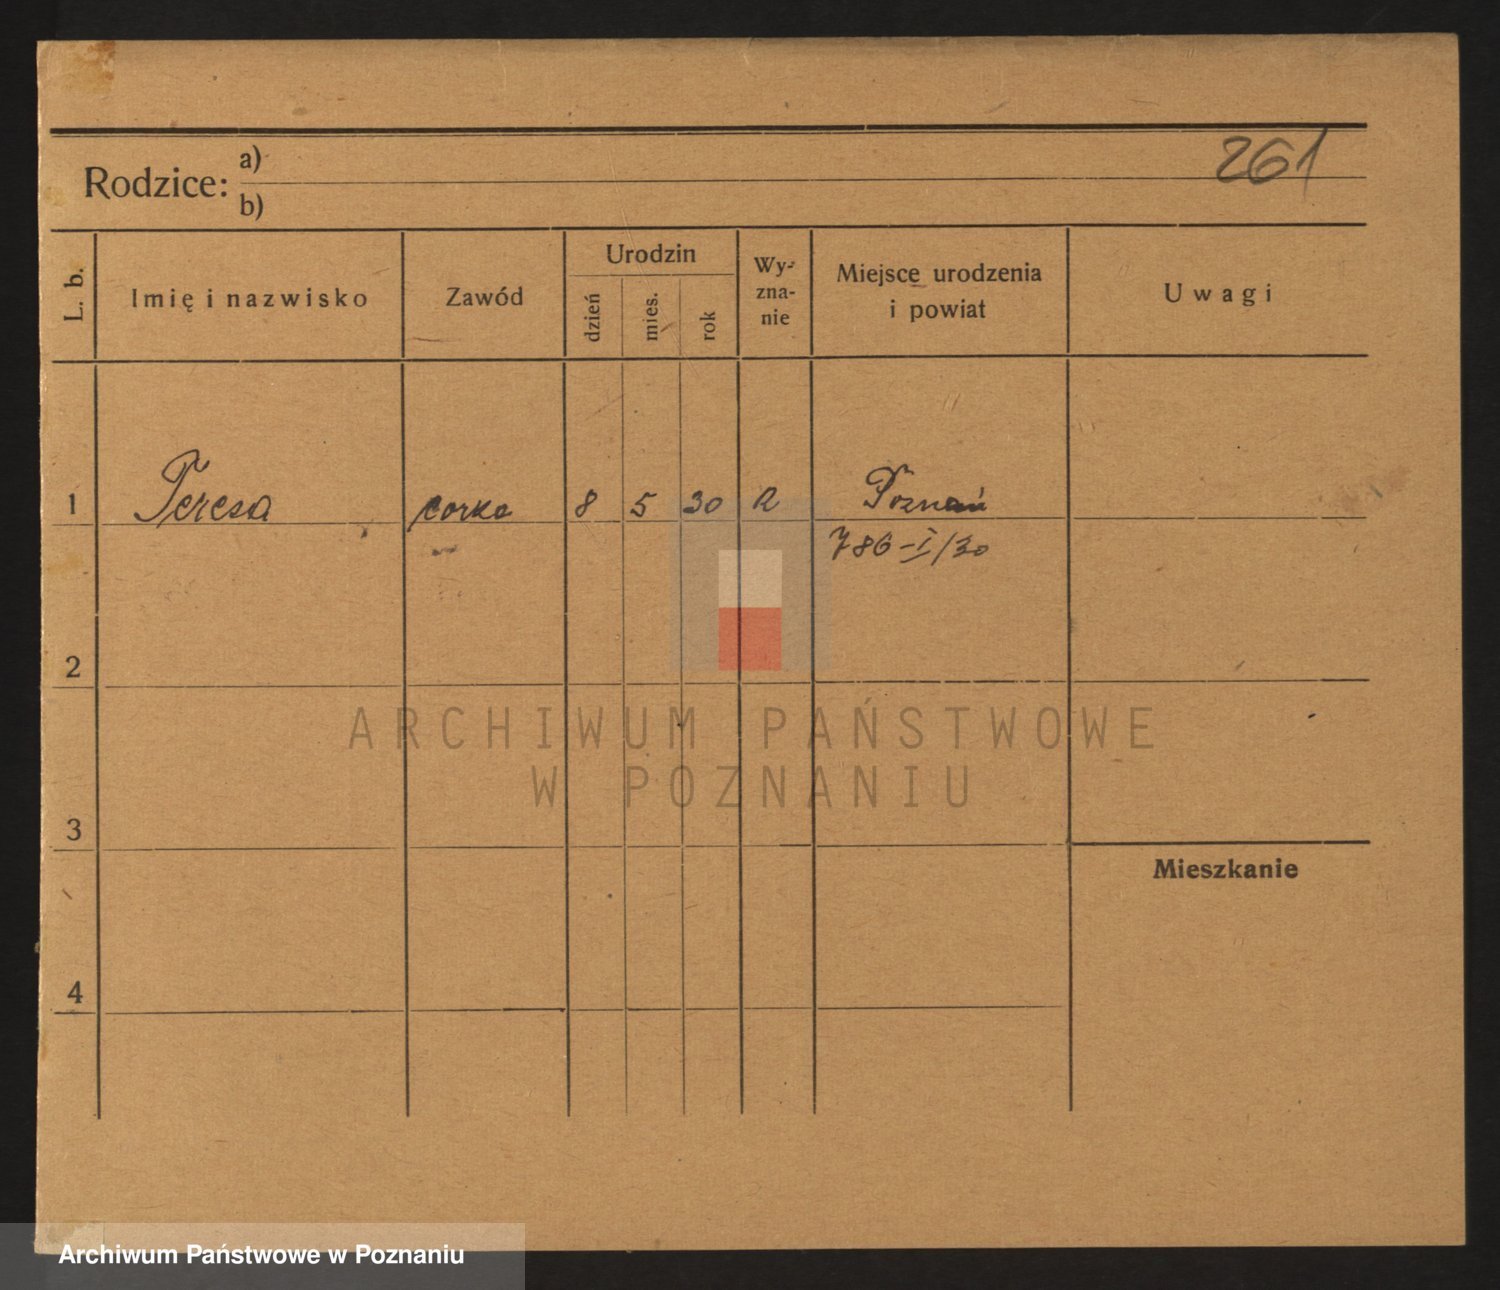 261
Rodzice: a)
b)
L. b.
Imię i nazwisko
Zawód
Urodzin
dzień
mies.
rok
Wy-
zna-
nie
Miejsce urodzenia
i powiat
Uwagi
1 Teresa corka 8 5 30 R Poznań
786-I/30
2
3
4
Mieszkanie
ARCHIWUM PAŃSTWOWE
W POZNANIU
Archiwum Państwowe w Poznaniu